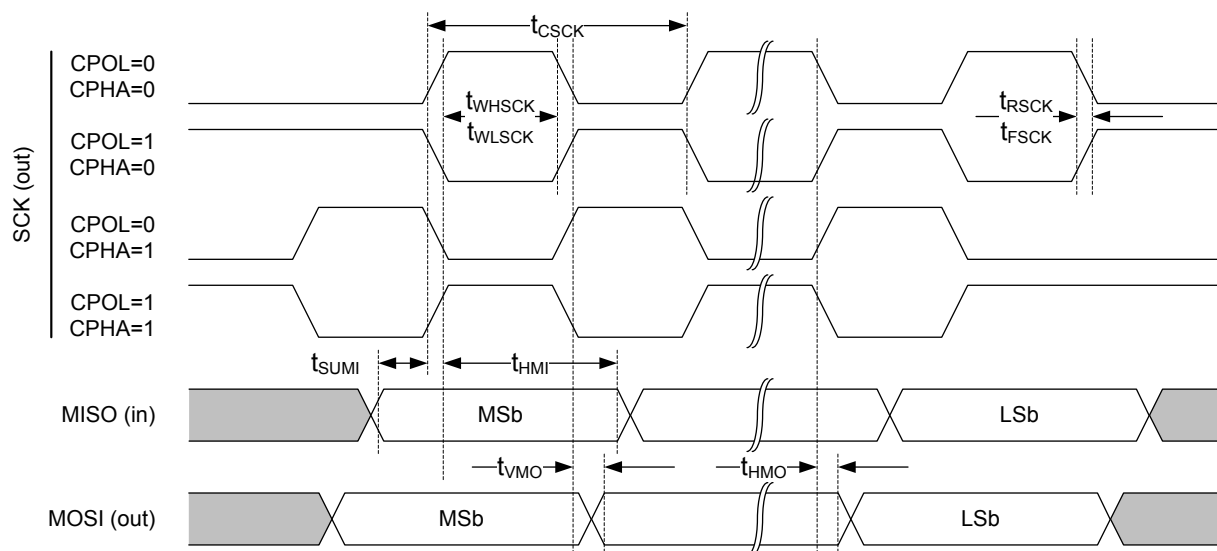 tCSCK
CPOL=0
CPHA=0
tWHSCK
tWLSCK
tRSCK
tFSCK
CPOL=1
CPHA=0
SCK (out)
CPOL=0
CPHA=1
CPOL=1
CPHA=1
tSUMI
tHMI
MISO (in)
MSb
LSb
tVMO
tHMO
MOSI (out)
MSb
LSb